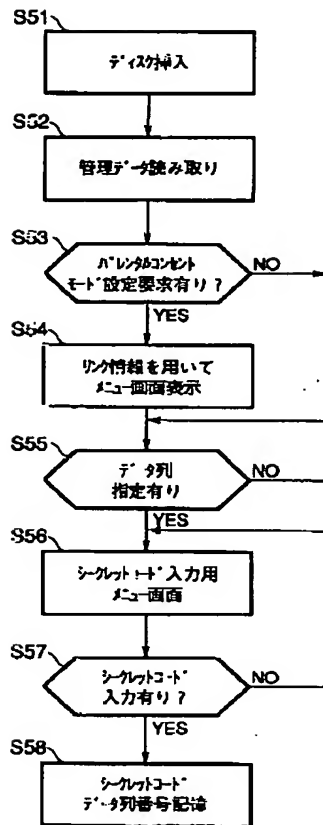 S51
ディスク挿入
S52
管理データ読み取り
S53
パレンタルコンセント
モード設定要求有り?
NO
YES
S54
リンク情報を用いて
メニュー画面表示
S55
データ列
指定有り
NO
YES
S56
シークレットコード入力用
メニュー画面
S57
シークレットコード
入力有り?
NO
YES
S58
シークレットコード
データ列番号記憶